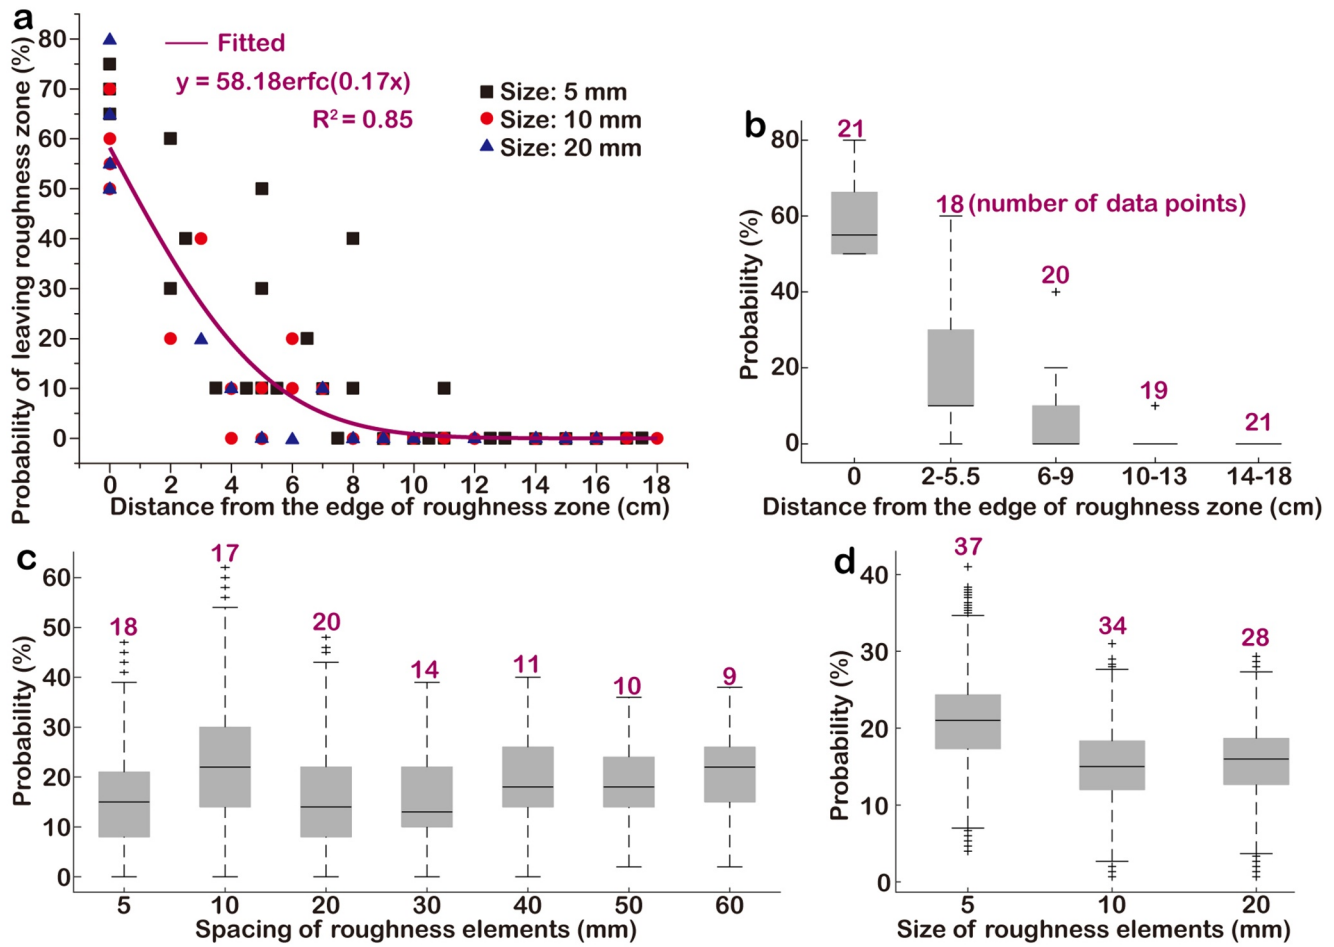 a
Probability of leaving roughness zone (%)
80
70
60
50
40
30
20
10
0
Fitted
y = 58.18erfc(0.17x)
R² = 0.85
Size: 5 mm
Size: 10 mm
Size: 20 mm
0 2 4 6 8 10 12 14 16 18
Distance from the edge of roughness zone (cm)
b
Probability (%)
80
60
40
20
0
21
18 (number of data points)
20
19
21
0 2-5.5 6-9 10-13 14-18
Distance from the edge of roughness zone (cm)
c
Probability (%)
60
50
40
30
20
10
0
18 17 20 14 11 10 9
5 10 20 30 40 50 60
Spacing of roughness elements (mm)
d
Probability (%)
40
30
20
10
0
37
34
28
5 10 20
Size of roughness elements (mm)